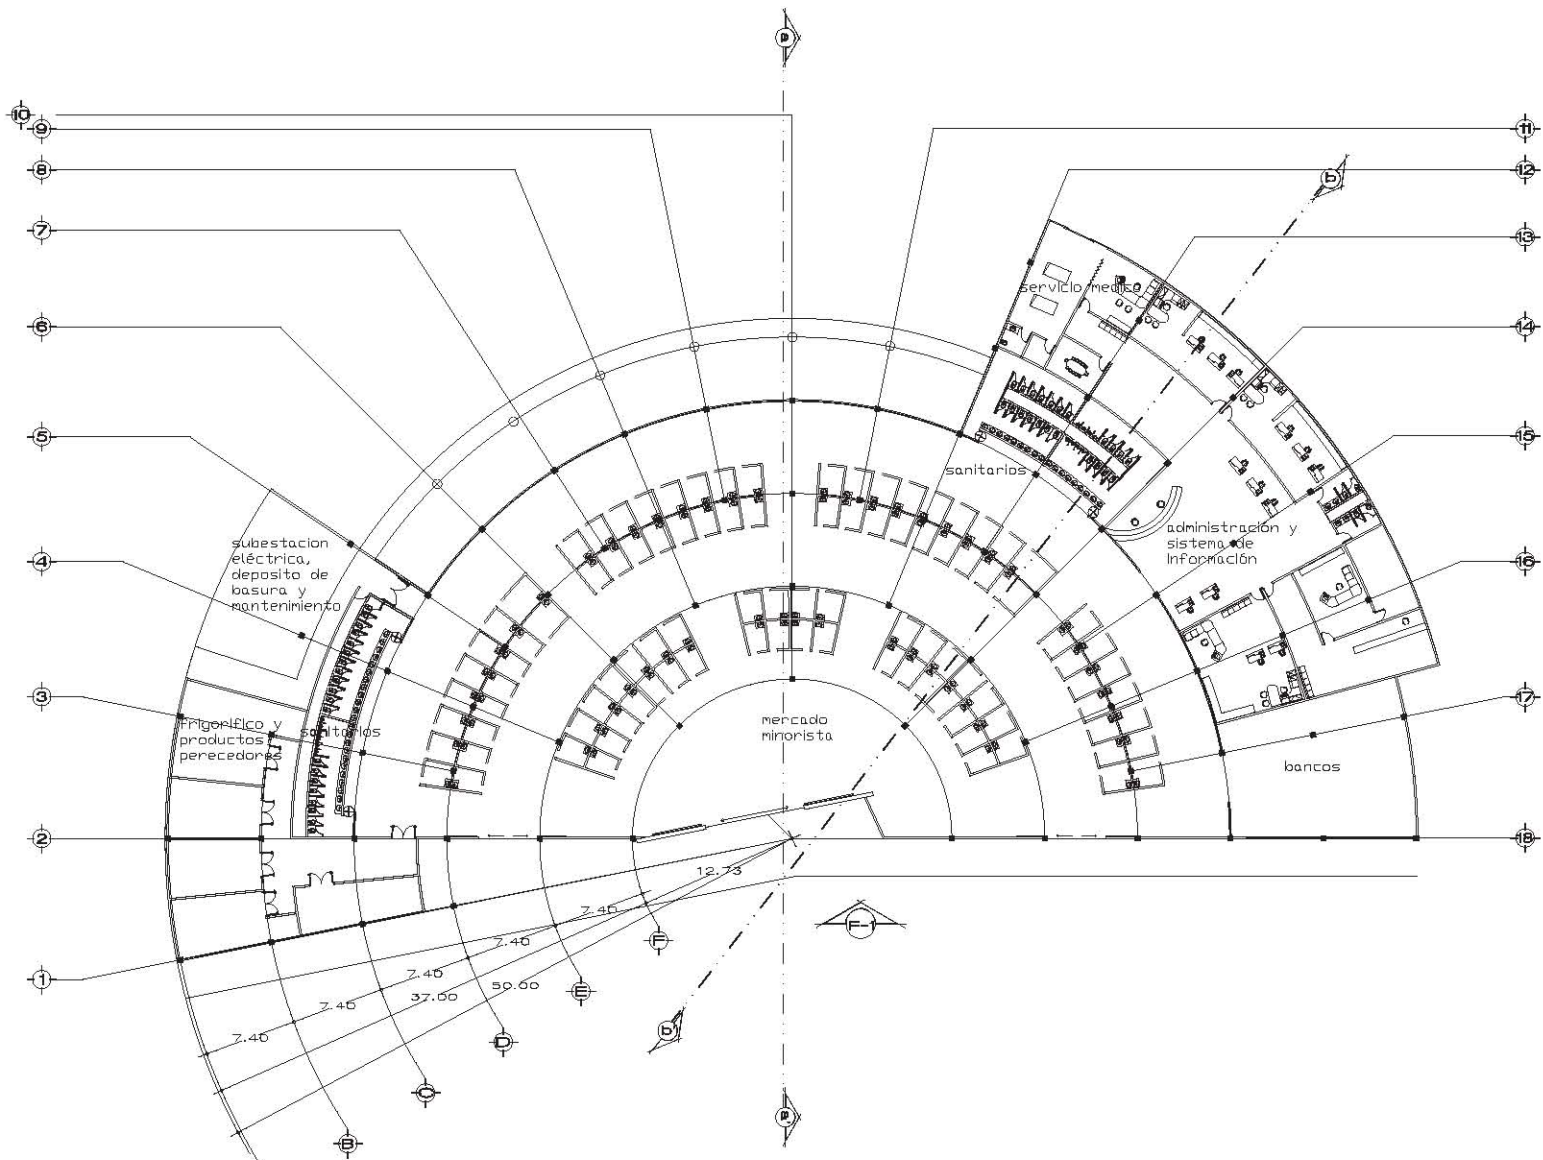 a
10
9
11
8
12
b
7
13
servicio medico
6
14
5
15
sanitarios
administración y
sistema de
Información
subestacion
eléctrica,
deposito de
basura y
mantenimiento
4
16
3
17
frigorifico y
productos
perecedores
sanitarios
mercado
minorista
bancos
2
18
12.73
7.40
F-1
7.40
F
7.40
1
37.00
50.00
E
7.40
b'
7.40
D
C
a'
B